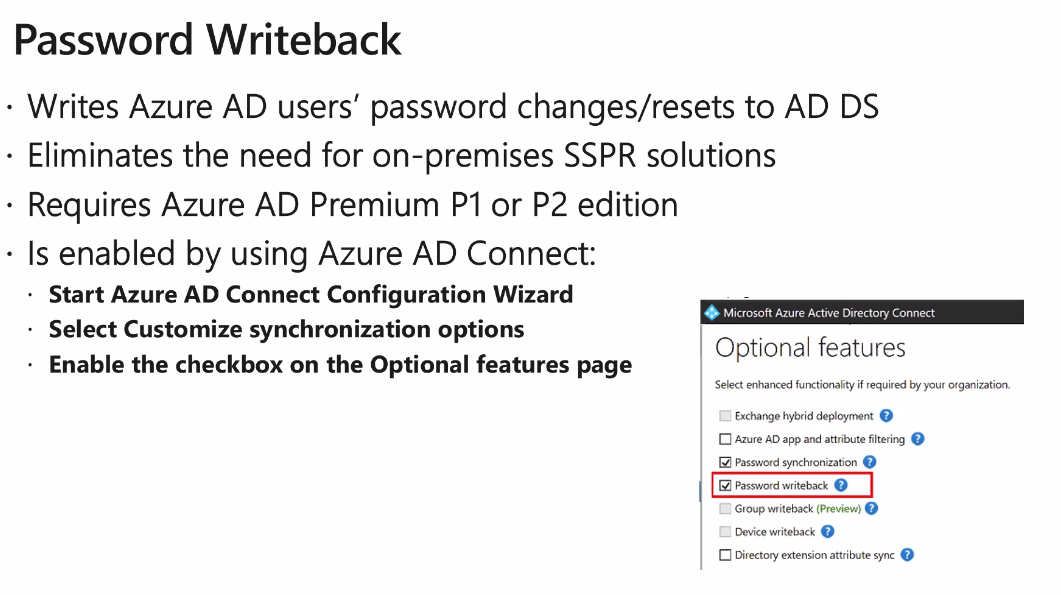 Password Writeback
· Writes Azure AD users’ password changes/resets to AD DS
· Eliminates the need for on-premises SSPR solutions
· Requires Azure AD Premium P1 or P2 edition
· Is enabled by using Azure AD Connect:
· Start Azure AD Connect Configuration Wizard
· Select Customize synchronization options
· Enable the checkbox on the Optional features page
Microsoft Azure Active Directory Connect
Optional features
Select enhanced functionality if required by your organization.
Exchange hybrid deployment ?
Azure AD app and attribute filtering ?
Password synchronization ?
Password writeback ?
Group writeback (Preview) ?
Device writeback ?
Directory extension attribute sync ?